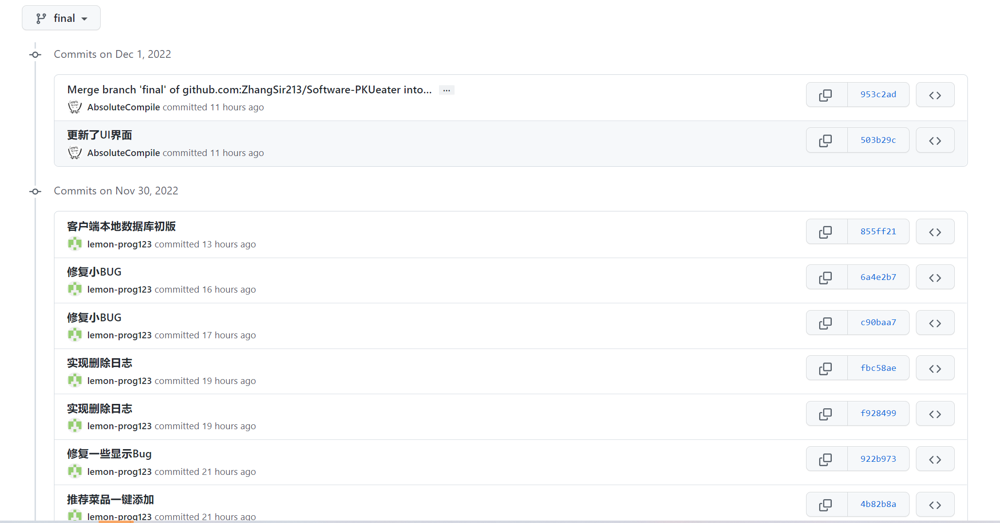 final
Commits on Dec 1, 2022
Merge branch 'final' of github.com:ZhangSir213/Software-PKUeater into... ...
953c2ad
AbsoluteCompile committed 11 hours ago
更新了UI界面
503b29c
AbsoluteCompile committed 11 hours ago
Commits on Nov 30, 2022
客户端本地数据库初版
855ff21
lemon-prog123 committed 13 hours ago
修复小BUG
6a4e2b7
lemon-prog123 committed 16 hours ago
修复小BUG
c90baa7
lemon-prog123 committed 17 hours ago
实现删除日志
fbc58ae
lemon-prog123 committed 19 hours ago
实现删除日志
f928499
lemon-prog123 committed 19 hours ago
修复一些显示Bug
922b973
lemon-prog123 committed 21 hours ago
推荐菜品一键添加
4b82b8a
lemon-prog123 committed 21 hours ago